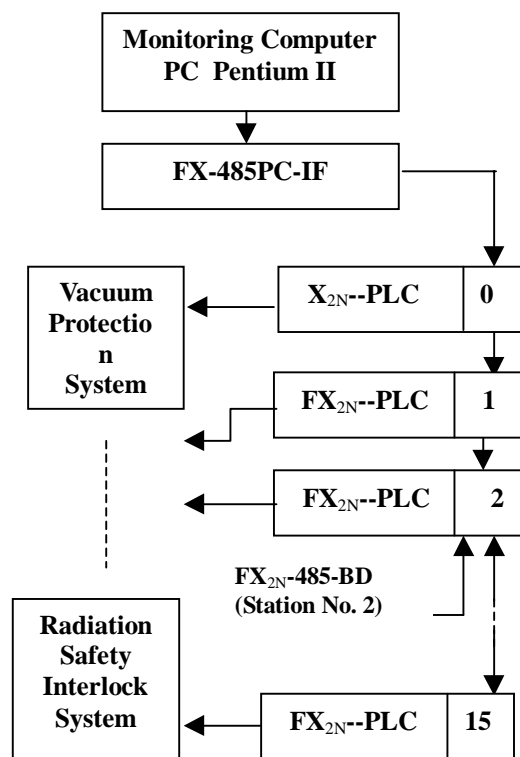 Monitoring Computer
PC Pentium II
FX-485PC-IF
Vacuum
Protectio
n
System
X2N--PLC 0
FX2N--PLC 1
FX2N--PLC 2
FX2N-485-BD
(Station No. 2)
Radiation
Safety
Interlock
System
FX2N--PLC 15